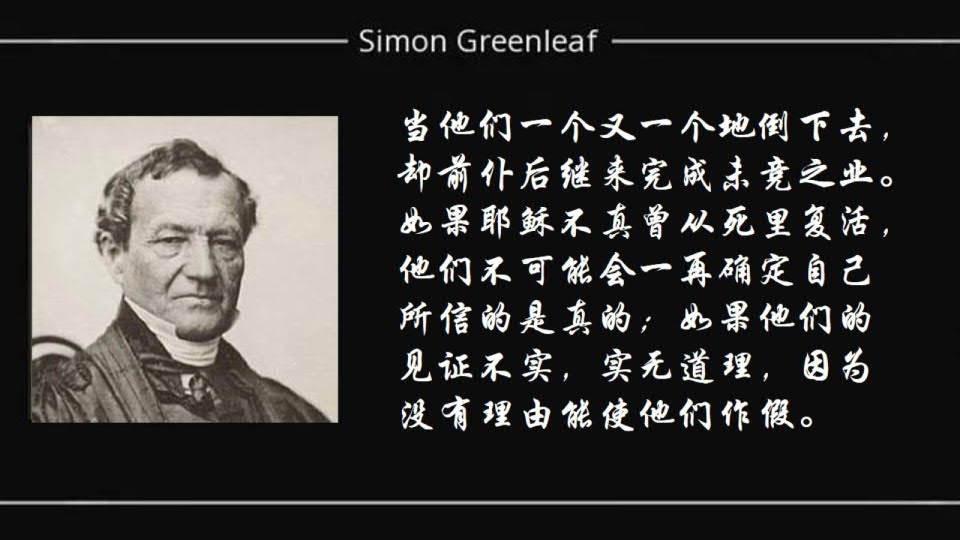 Simon Greenleaf
当他们一个又一个地倒下去，
却前仆后继来完成未竟之业。
如果耶稣不真曾从死里复活，
他们不可能会一再确定自己
所信的是真的；如果他们的
见证不实，实无道理，因为
没有理由能使他们作假。